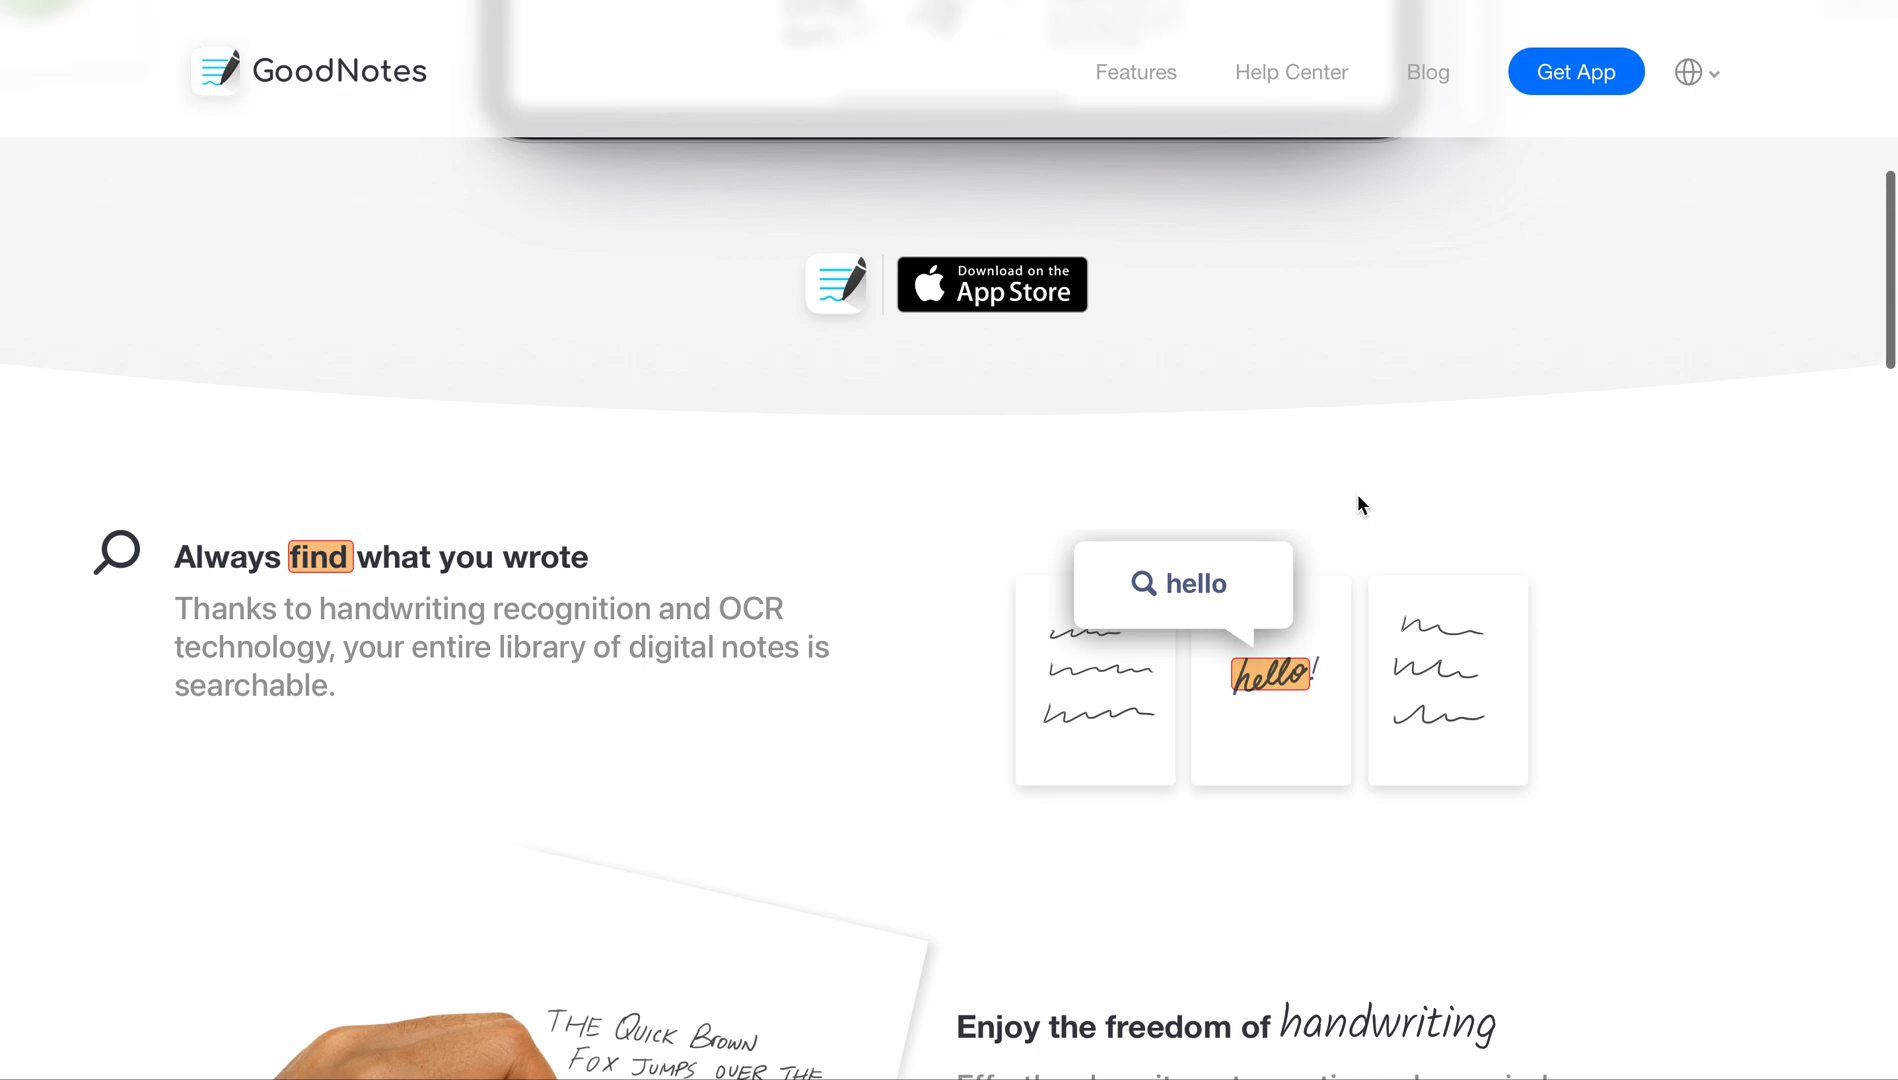 GoodNotes
Features
Help Center
Blog
Get App
Download on the
App Store
Always find what you wrote
Thanks to handwriting recognition and OCR
technology, your entire library of digital notes is
searchable.
hello
hello!
THE QUICK BROWN
FOX JUMPS OVER THE
Enjoy the freedom of handwriting